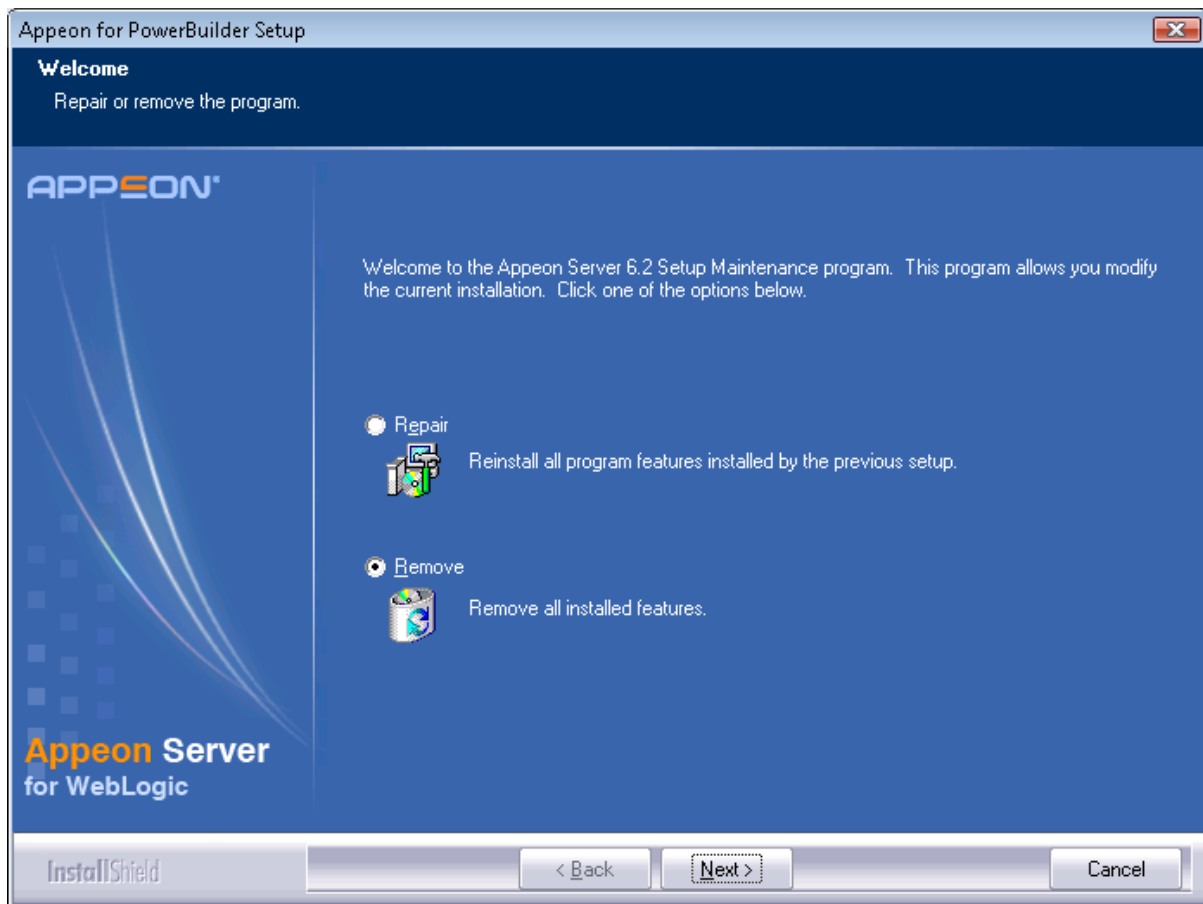 Appeon for PowerBuilder Setup
Welcome
Repair or remove the program.
APPEON®
Welcome to the Appeon Server 6.2 Setup Maintenance program. This program allows you modify
the current installation. Click one of the options below.
Repair
Reinstall all program features installed by the previous setup.
Remove
Remove all installed features.
Appeon Server
for WebLogic
InstallShield
< Back
Next >
Cancel